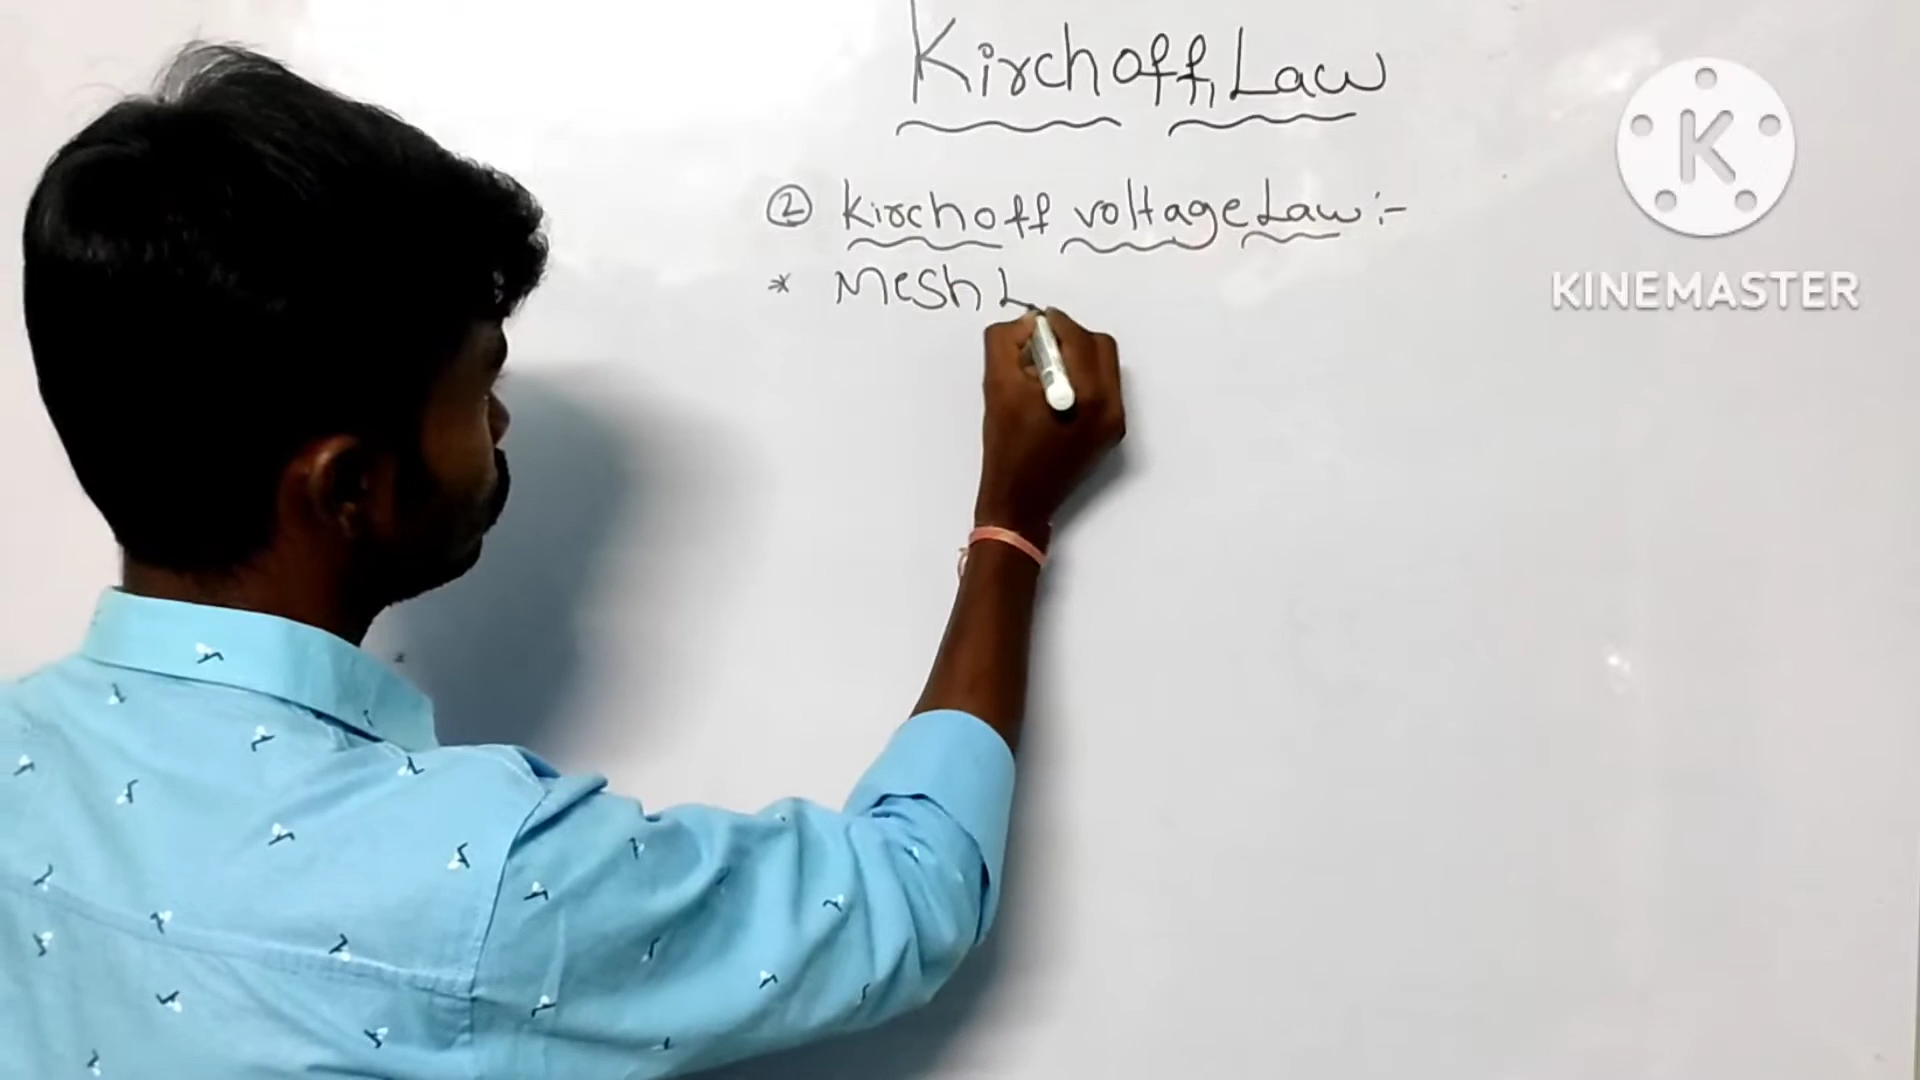 Kirchoff, Law
② Kirchoff voltage Law :-
* Mesh L
K
KINEMASTER